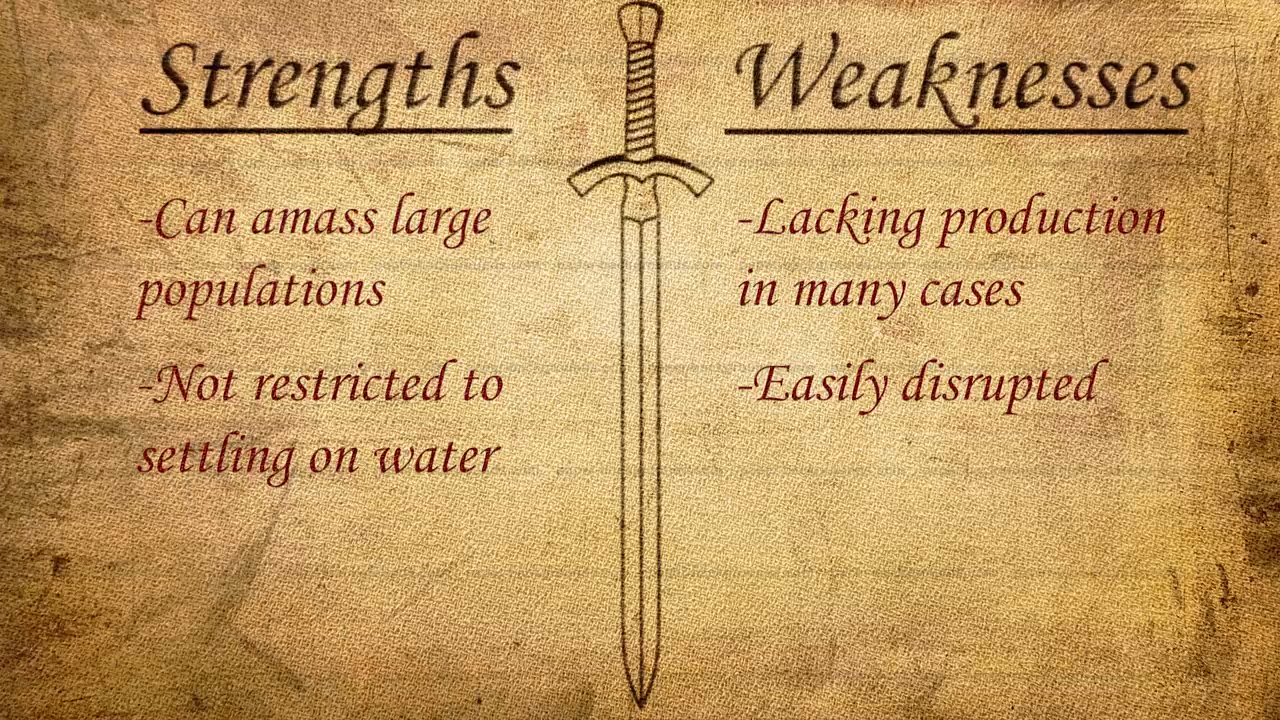 Strengths
-Can amass large
populations
-Not restricted to
settling on water
Weaknesses
-Lacking production
in many cases
-Easily disrupted